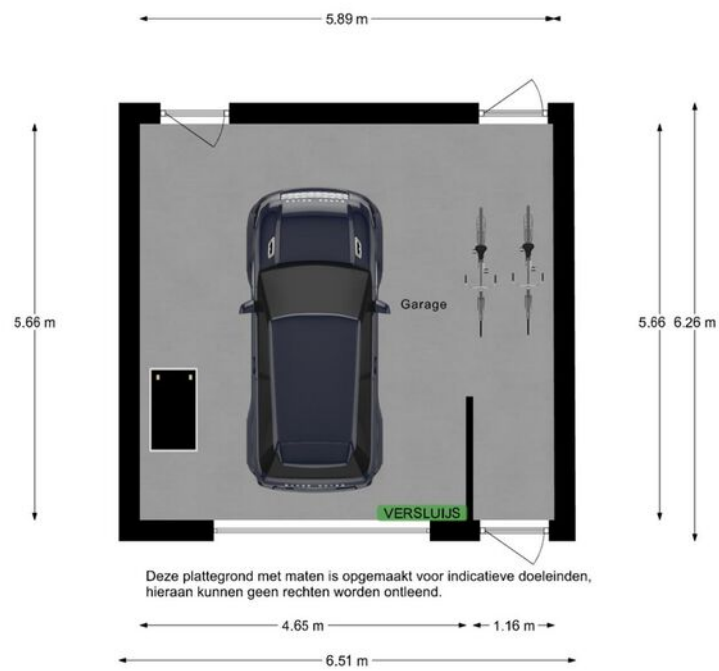 5.89 m
5.66 m
Garage
5.66
6.26 m
VERSLUIJS
Deze plattegrond met maten is opgemaakt voor indicatieve doeleinden,
hieraan kunnen geen rechten worden ontleend.
4.65 m
1.16 m
6.51 m